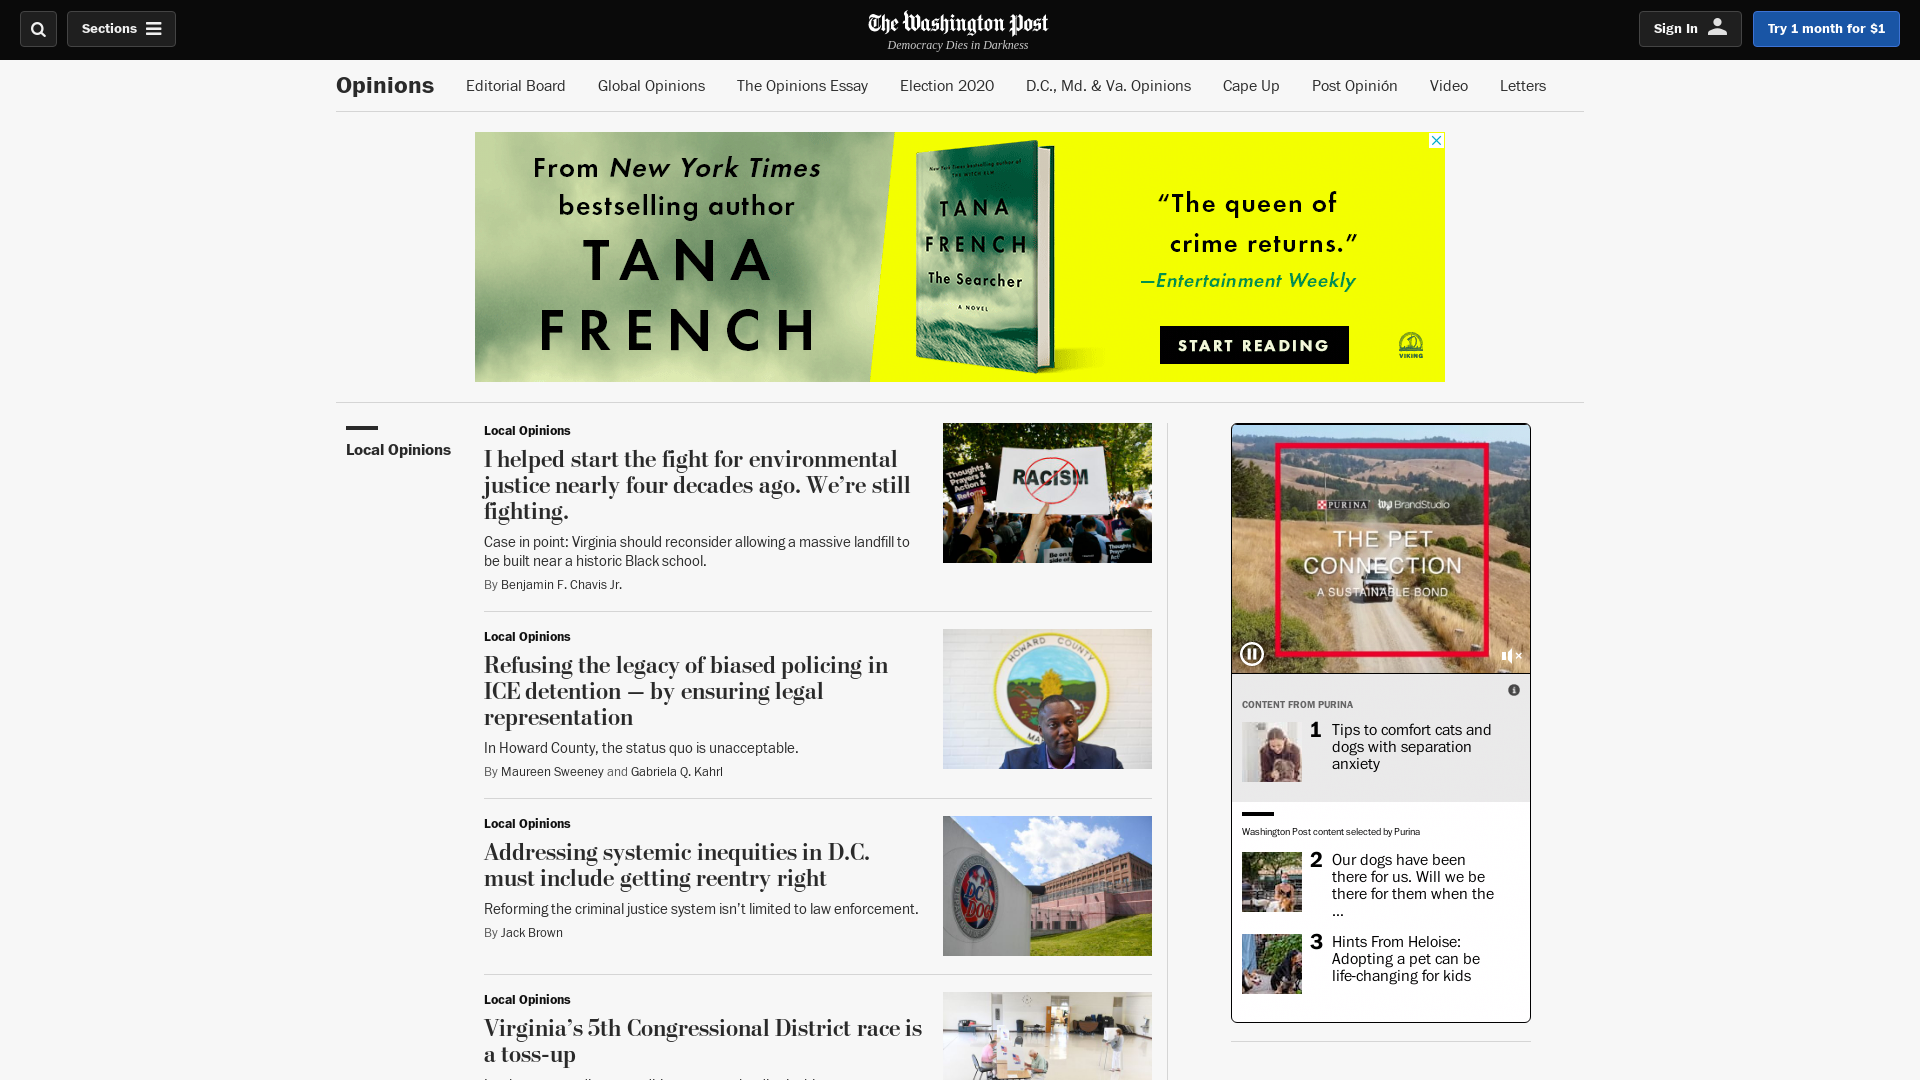 Sections
The Washington Post
Democracy Dies in Darkness
Sign In
Try 1 month for $1
Opinions
Editorial Board
Global Opinions
The Opinions Essay
Election 2020
D.C., Md. & Va. Opinions
Cape Up
Post Opinión
Video
Letters
From New York Times
bestselling author
TANA
FRENCH
New York Times bestselling author of
THE WITCH ELM
TANA
FRENCH
The Searcher
A NOVEL
“The queen of
crime returns.”
—Entertainment Weekly
START READING
VIKING
Local Opinions
Local Opinions
I helped start the fight for environmental
justice nearly four decades ago. We’re still
fighting.
Case in point: Virginia should reconsider allowing a massive landfill to
be built near a historic Black school.
By Benjamin F. Chavis Jr.
Thoughts &
Prayers &
Action &
Reform.
RACISM
Local Opinions
Refusing the legacy of biased policing in
ICE detention — by ensuring legal
representation
In Howard County, the status quo is unacceptable.
By Maureen Sweeney and Gabriela Q. Kahrl
HOWARD COUNTY
Local Opinions
Addressing systemic inequities in D.C.
must include getting reentry right
Reforming the criminal justice system isn’t limited to law enforcement.
By Jack Brown
DC
DOC
Local Opinions
Virginia’s 5th Congressional District race is
a toss-up
PURINA
wp BrandStudio
THE PET
CONNECTION
A SUSTAINABLE BOND
CONTENT FROM PURINA
1 Tips to comfort cats and
dogs with separation
anxiety
Washington Post content selected by Purina
2 Our dogs have been
there for us. Will we be
there for them when the
...
3 Hints From Heloise:
Adopting a pet can be
life-changing for kids